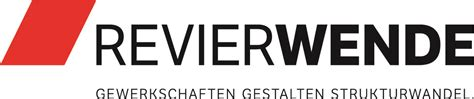 REVIERWENDE
GEWERKSCHAFTEN GESTALTEN STRUKTURWANDEL.